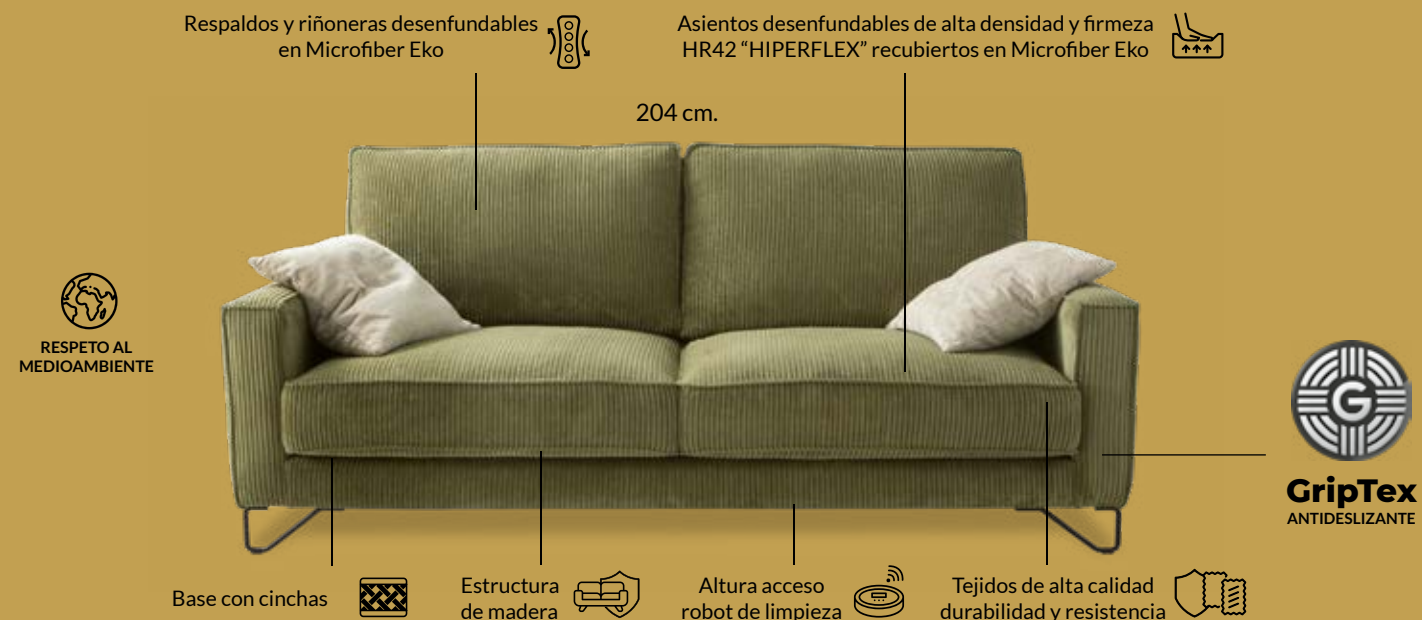 Respaldos y riñoneras desenfundables
en Microfiber Eko
Asientos desenfundables de alta densidad y firmeza
HR42 “HIPERFLEX” recubiertos en Microfiber Eko
204 cm.
RESPETO AL
MEDIOAMBIENTE
G
GripTex
ANTIDESLIZANTE
Base con cinchas
Estructura
de madera
Altura acceso
robot de limpieza
Tejidos de alta calidad
durabilidad y resistencia